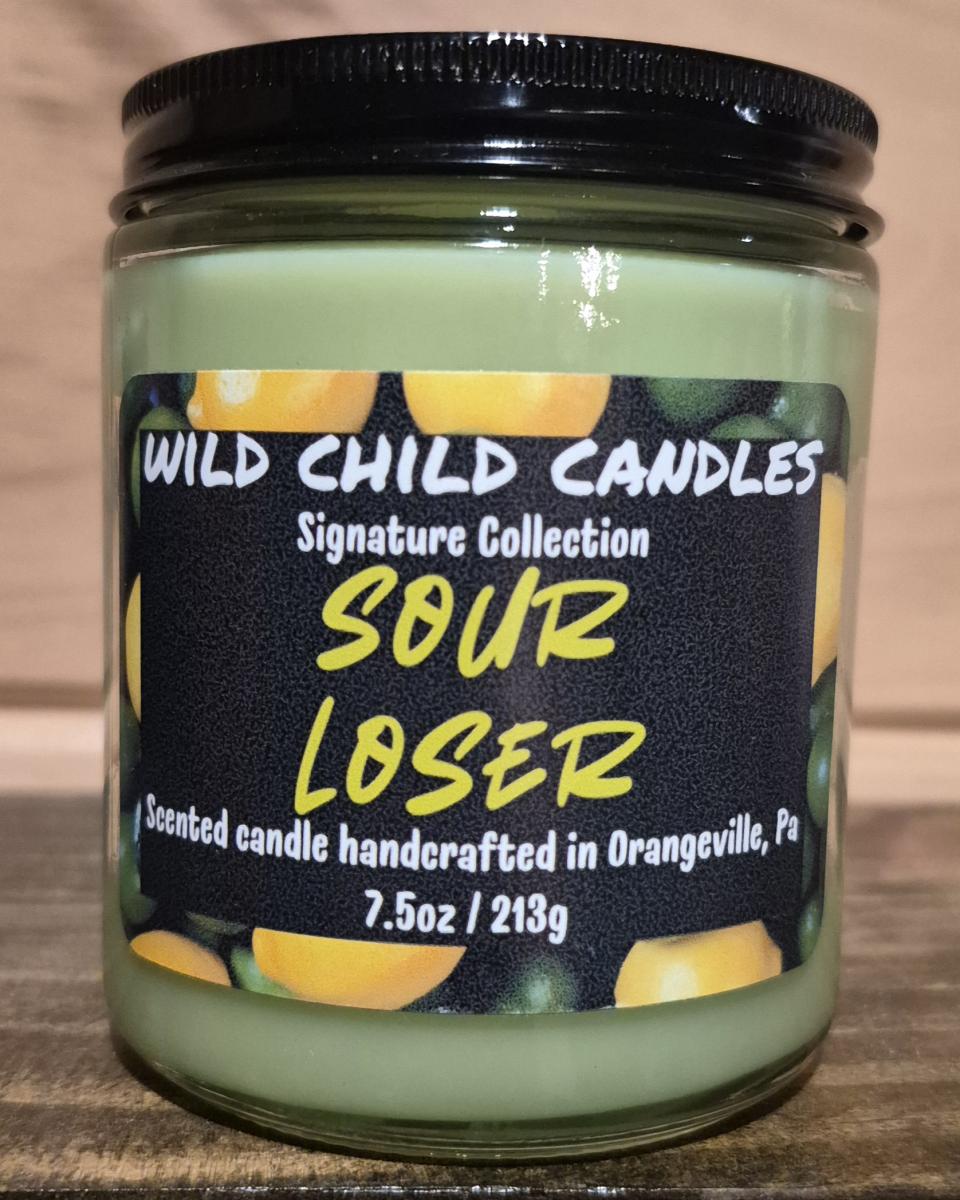 WILD CHILD CANDLES
Signature Collection
SOUR
LOSER
Scented candle handcrafted in Orangeville, Pa
7.5oz / 213g